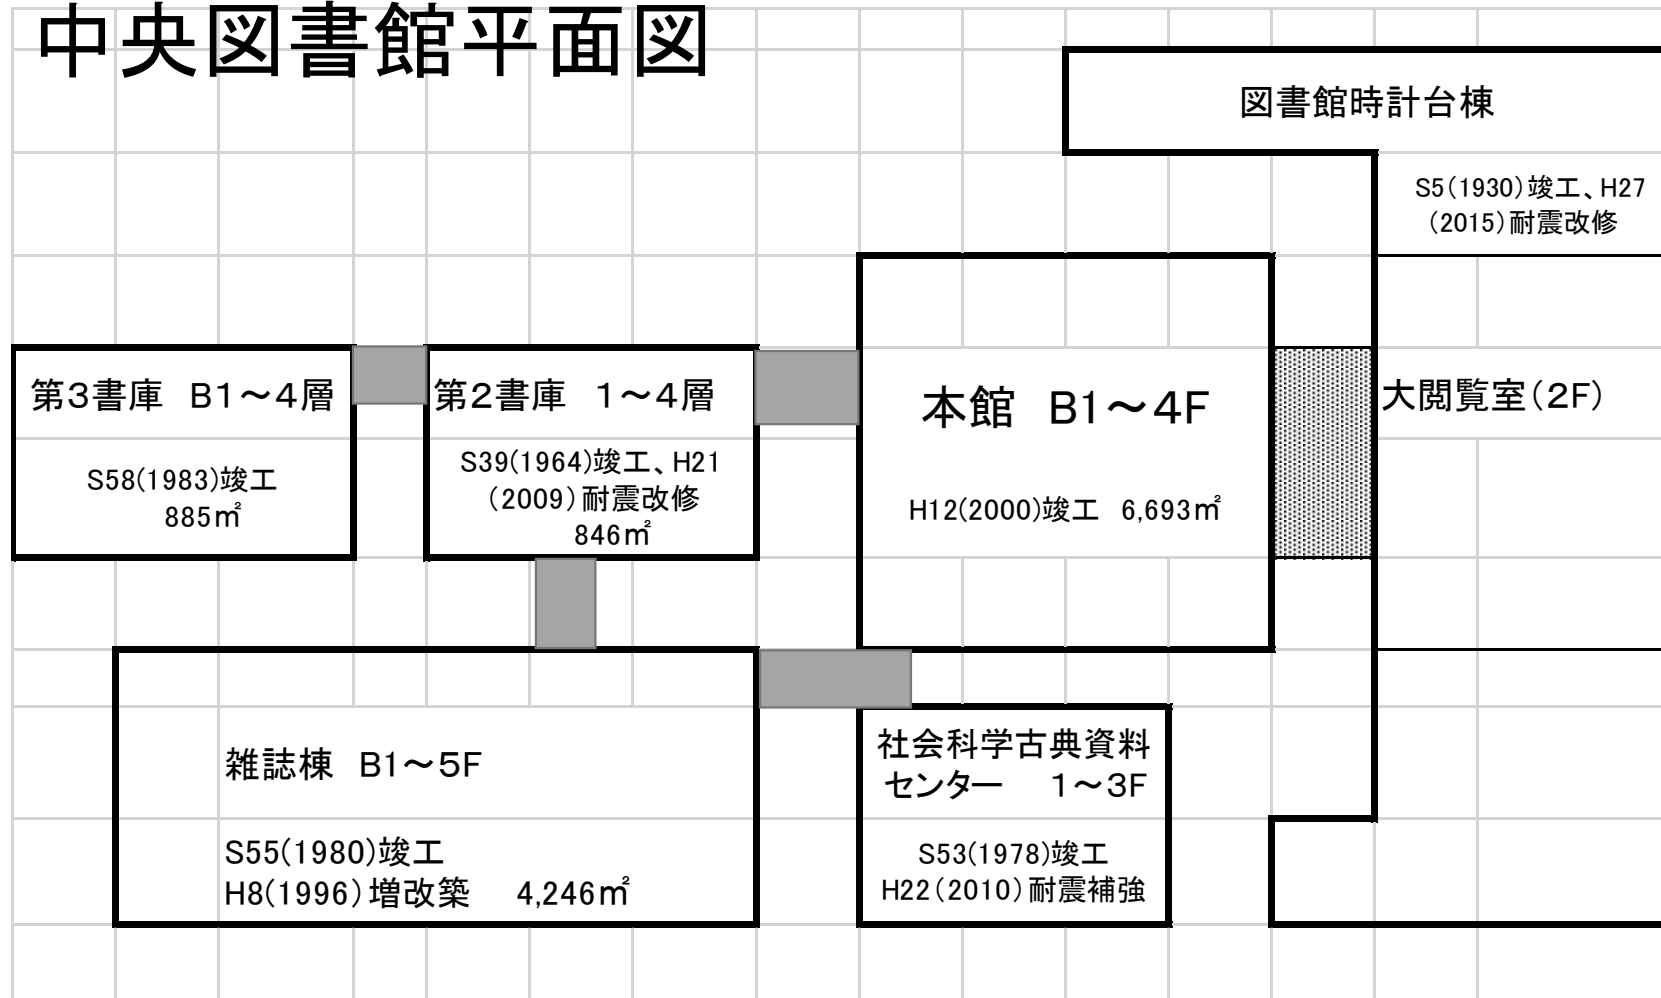 中央図書館平面図
図書館時計台棟
S5(1930)竣工、H27
(2015)耐震改修
第3書庫　B1～4層
S58(1983)竣工
885㎡
第2書庫　1～4層
S39(1964)竣工、H21
(2009)耐震改修
846㎡
本館　B1～4F
H12(2000)竣工　6,693㎡
大閲覧室(2F)
雑誌棟　B1～5F
S55(1980)竣工
H8(1996)増改築　4,246㎡
社会科学古典資料
センター　1～3F
S53(1978)竣工
H22(2010)耐震補強